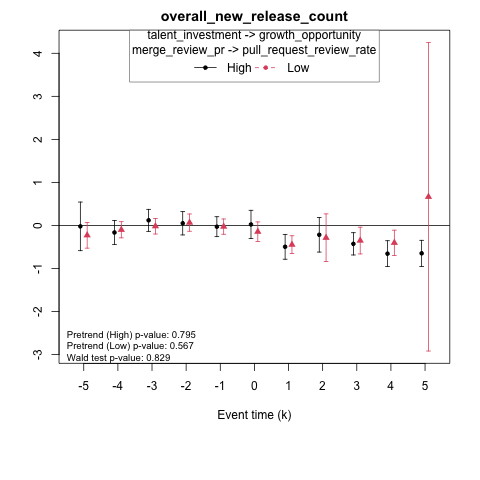 overall_new_release_count
talent_investment -> growth_opportunity
merge_review_pr -> pull_request_review_rate
High Low
4
3
2
1
0
-1
-2
-3
Pretrend (High) p-value: 0.795
Pretrend (Low) p-value: 0.567
Wald test p-value: 0.829
-5 -4 -3 -2 -1 0 1 2 3 4 5
Event time (k)